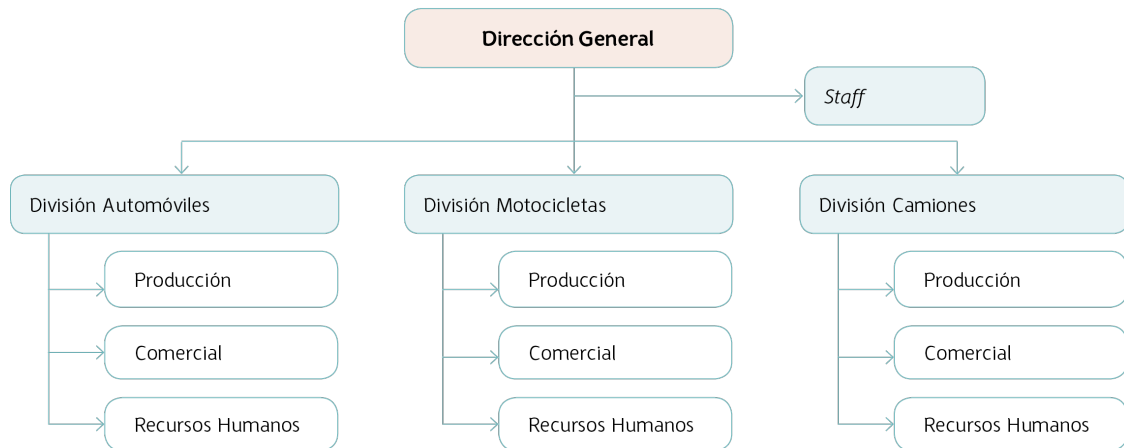 Dirección General
Staff
División Automóviles
Producción
Comercial
Recursos Humanos
División Motocicletas
Producción
Comercial
Recursos Humanos
División Camiones
Producción
Comercial
Recursos Humanos